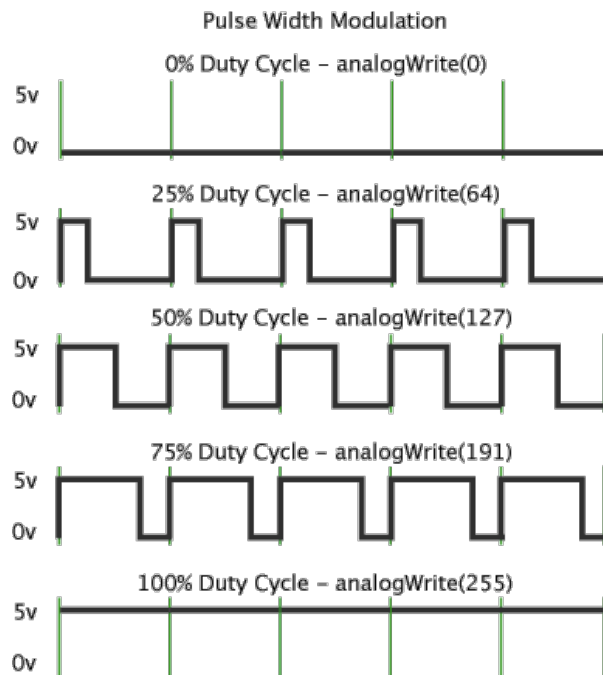 Pulse Width Modulation
0% Duty Cycle – analogWrite(0)
5v
0v
25% Duty Cycle – analogWrite(64)
5v
0v
50% Duty Cycle – analogWrite(127)
5v
0v
75% Duty Cycle – analogWrite(191)
5v
0v
100% Duty Cycle – analogWrite(255)
5v
0v